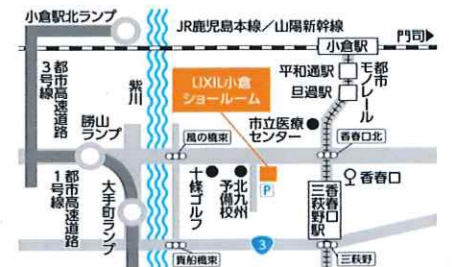 小倉駅北ランプ
JR鹿児島本線／山陽新幹線
門司▶
小倉駅
都市高速道路
3号線
紫川
LIXIL小倉
ショールーム
平和通駅
旦過駅
都市
モノレール
勝山
ランプ
市立医療
センター
風の橋東
香春口北
都市高速道路
1号線
大手町ランプ
十條ゴルフ
北九州
予備校
P
香春口
三萩野駅
香春口
3
貴船橋東
三萩野